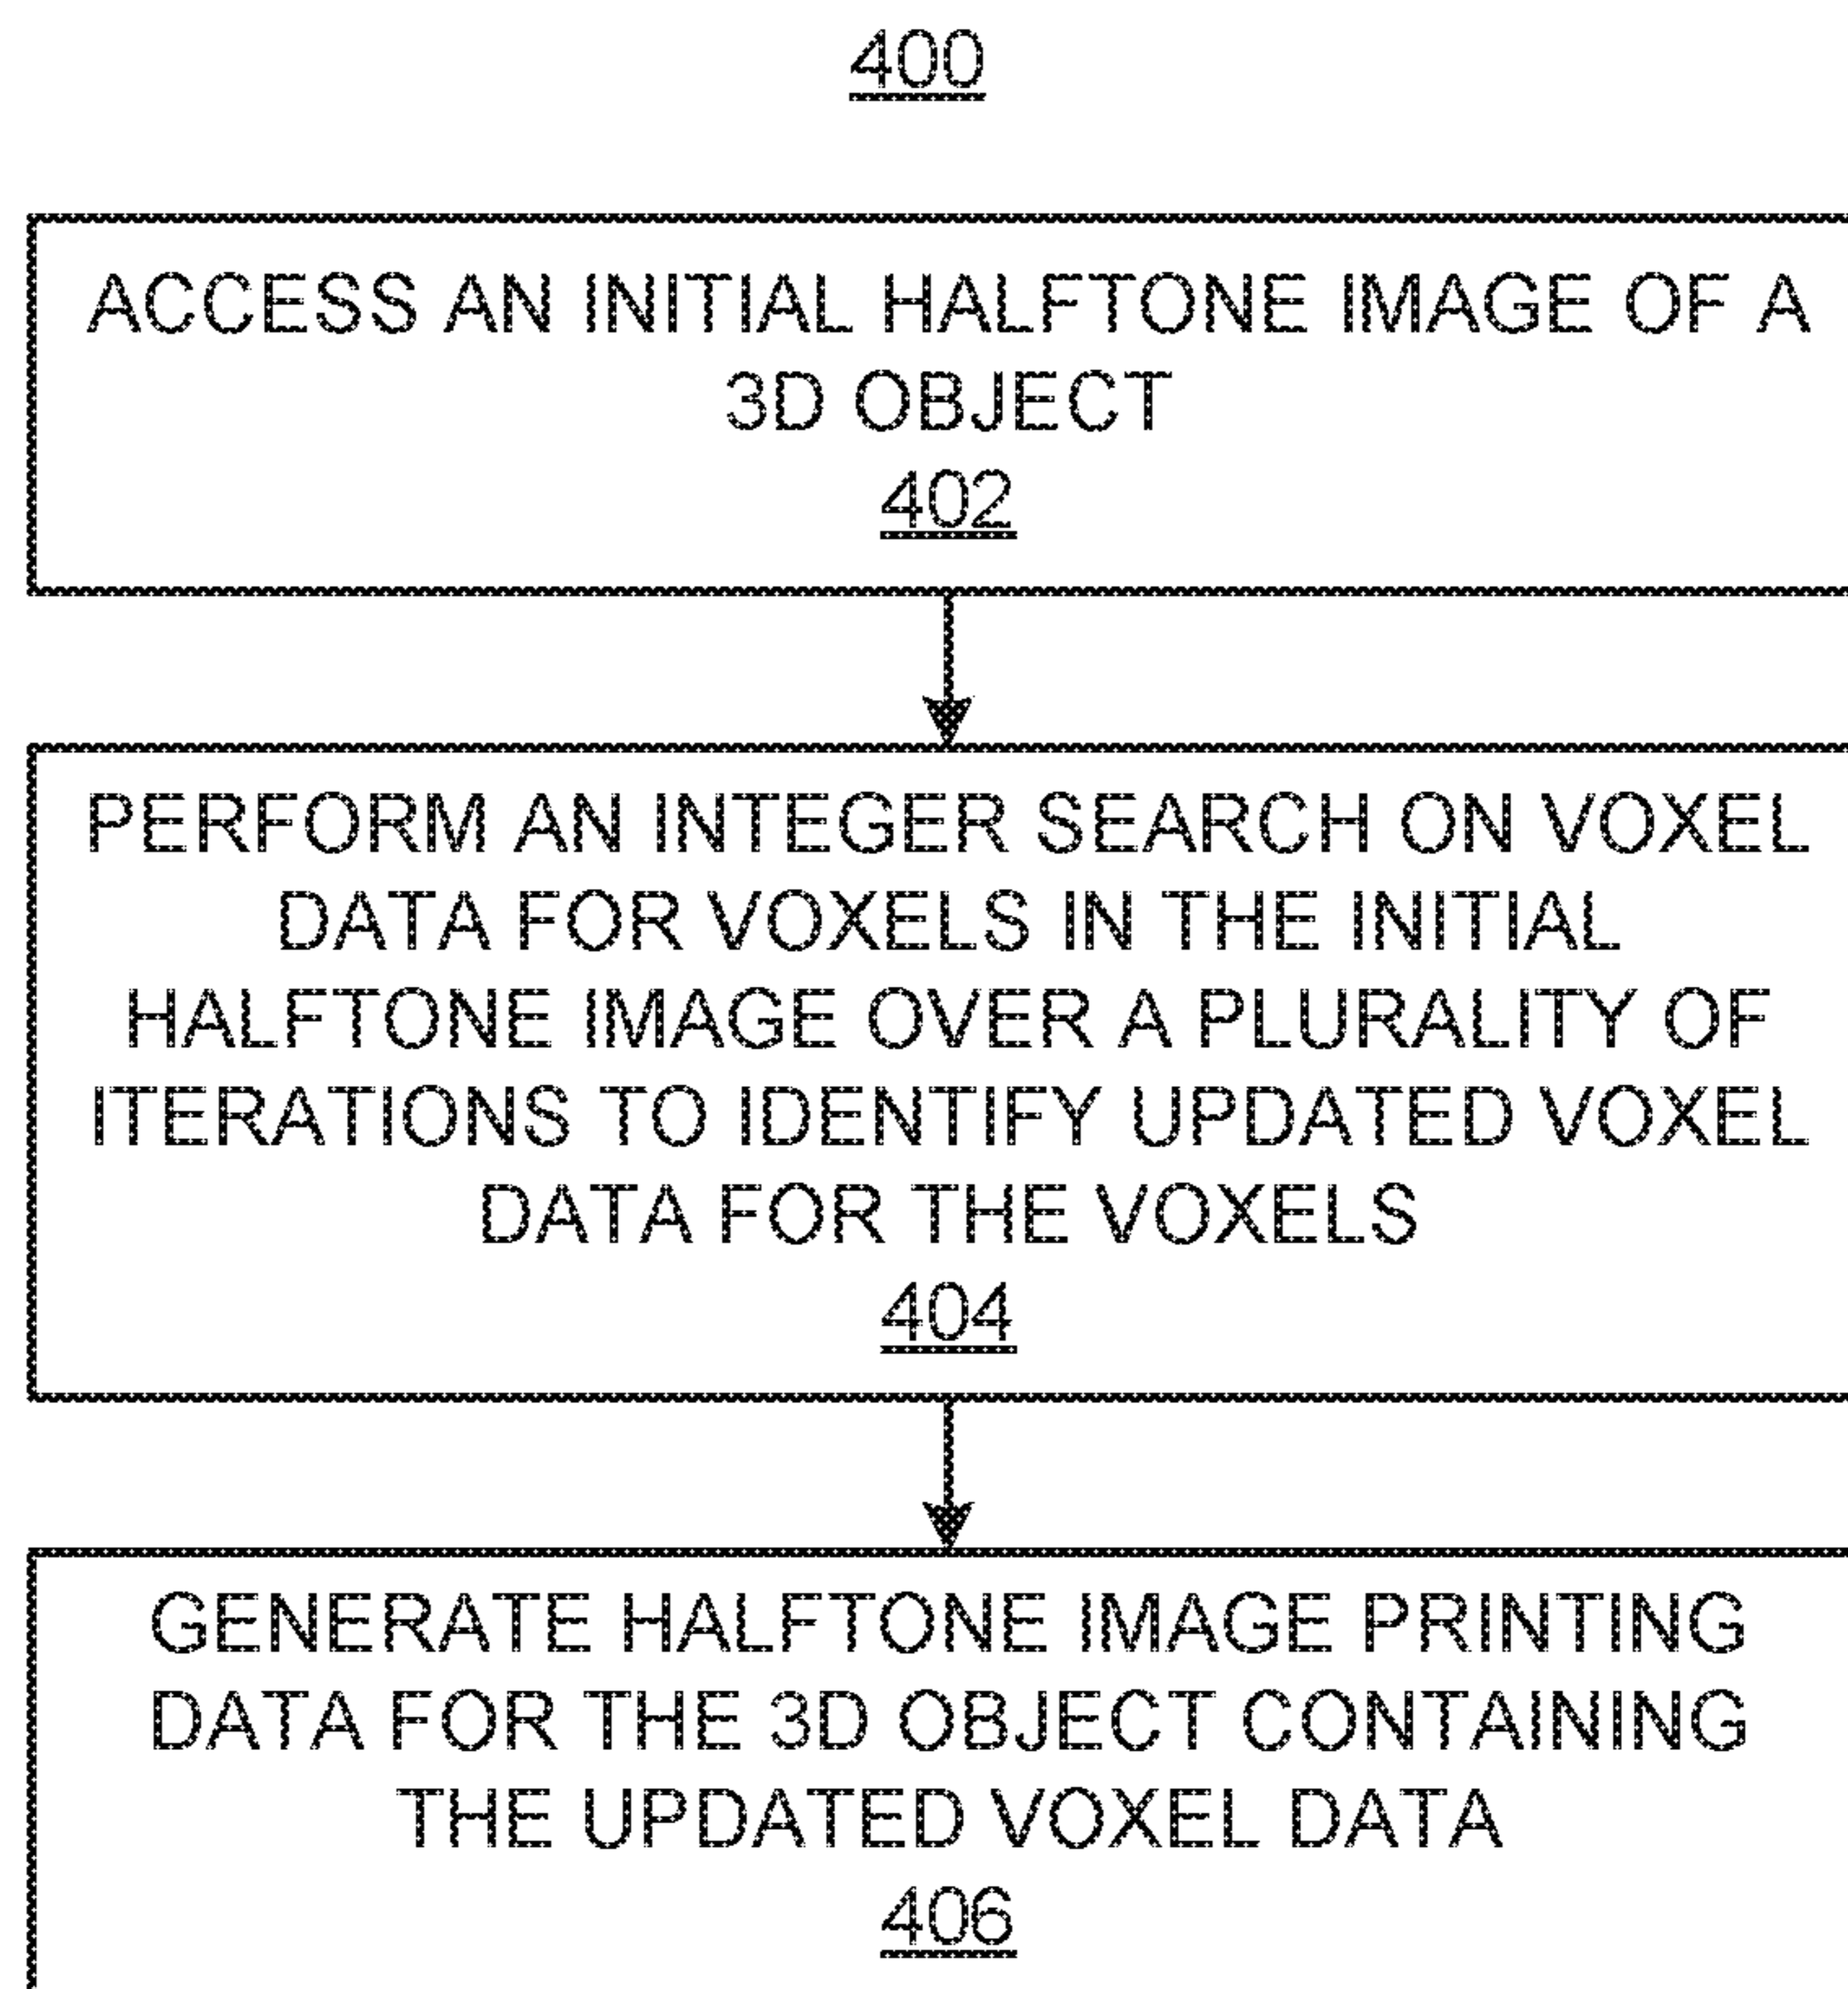 400
ACCESS AN INITIAL HALFTONE IMAGE OF A
3D OBJECT
402
PERFORM AN INTEGER SEARCH ON VOXEL
DATA FOR VOXELS IN THE INITIAL
HALFTONE IMAGE OVER A PLURALITY OF
ITERATIONS TO IDENTIFY UPDATED VOXEL
DATA FOR THE VOXELS
404
GENERATE HALFTONE IMAGE PRINTING
DATA FOR THE 3D OBJECT CONTAINING
THE UPDATED VOXEL DATA
406